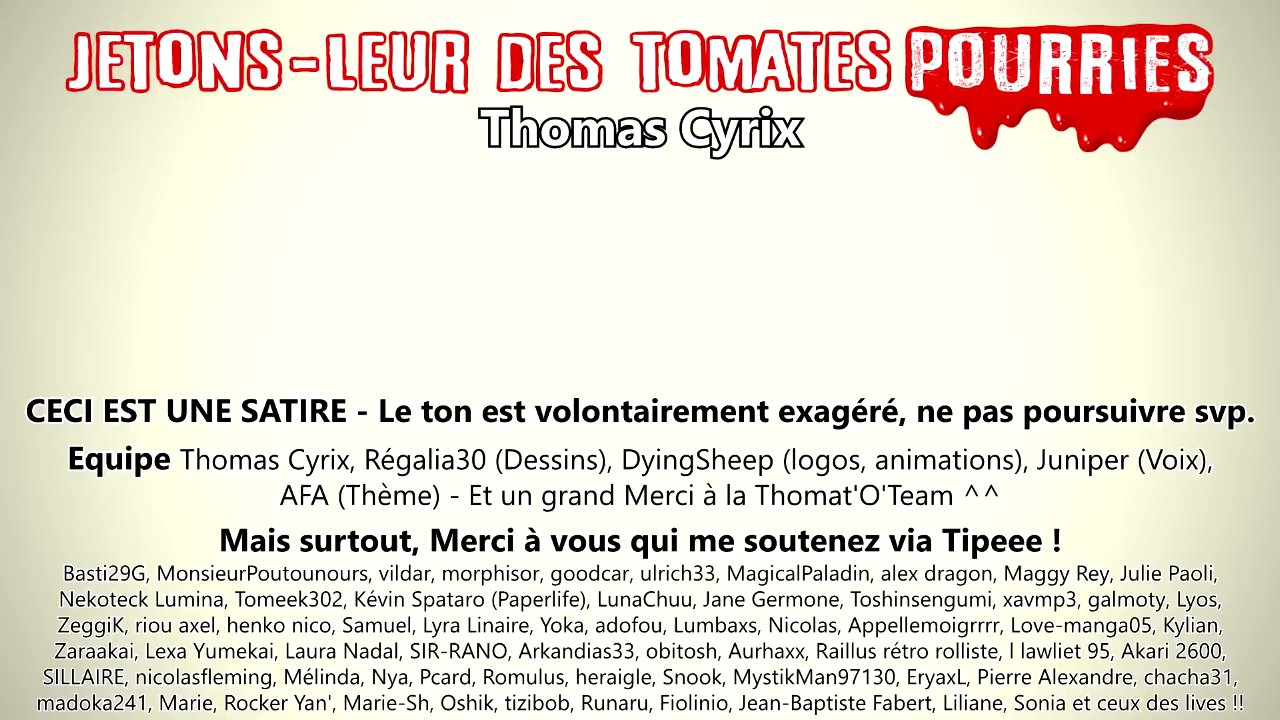 JETONS-LEUR DES TOMATES POURRIES
Thomas Cyrix
CECI EST UNE SATIRE - Le ton est volontairement exagéré, ne pas poursuivre svp.
Equipe Thomas Cyrix, Régalia30 (Dessins), DyingSheep (logos, animations), Juniper (Voix),
AFA (Thème) - Et un grand Merci à la Thomat'O'Team ^^
Mais surtout, Merci à vous qui me soutenez via Tipeee !
Basti29G, MonsieurPoutounours, vildar, morphisor, goodcar, ulrich33, MagicalPaladin, alex dragon, Maggy Rey, Julie Paoli,
Nekoteck Lumina, Tomeek302, Kévin Spataro (Paperlife), LunaChuu, Jane Germone, Toshinsengumi, xavmp3, galmoty, Lyos,
ZeggiK, riou axel, henko nico, Samuel, Lyra Linaire, Yoka, adofou, Lumbaxs, Nicolas, Appellemoigrrrr, Love-manga05, Kylian,
Zaraakai, Lexa Yumekai, Laura Nadal, SIR-RANO, Arkandias33, obitosh, Aurhaxx, Raillus rétro rolliste, l lawliet 95, Akari 2600,
SILLAIRE, nicolasfleming, Mélinda, Nya, Pcard, Romulus, heraigle, Snook, MystikMan97130, EryaxL, Pierre Alexandre, chacha31,
madoka241, Marie, Rocker Yan', Marie-Sh, Oshik, tizibob, Runaru, Fiolinio, Jean-Baptiste Fabert, Liliane, Sonia et ceux des lives !!